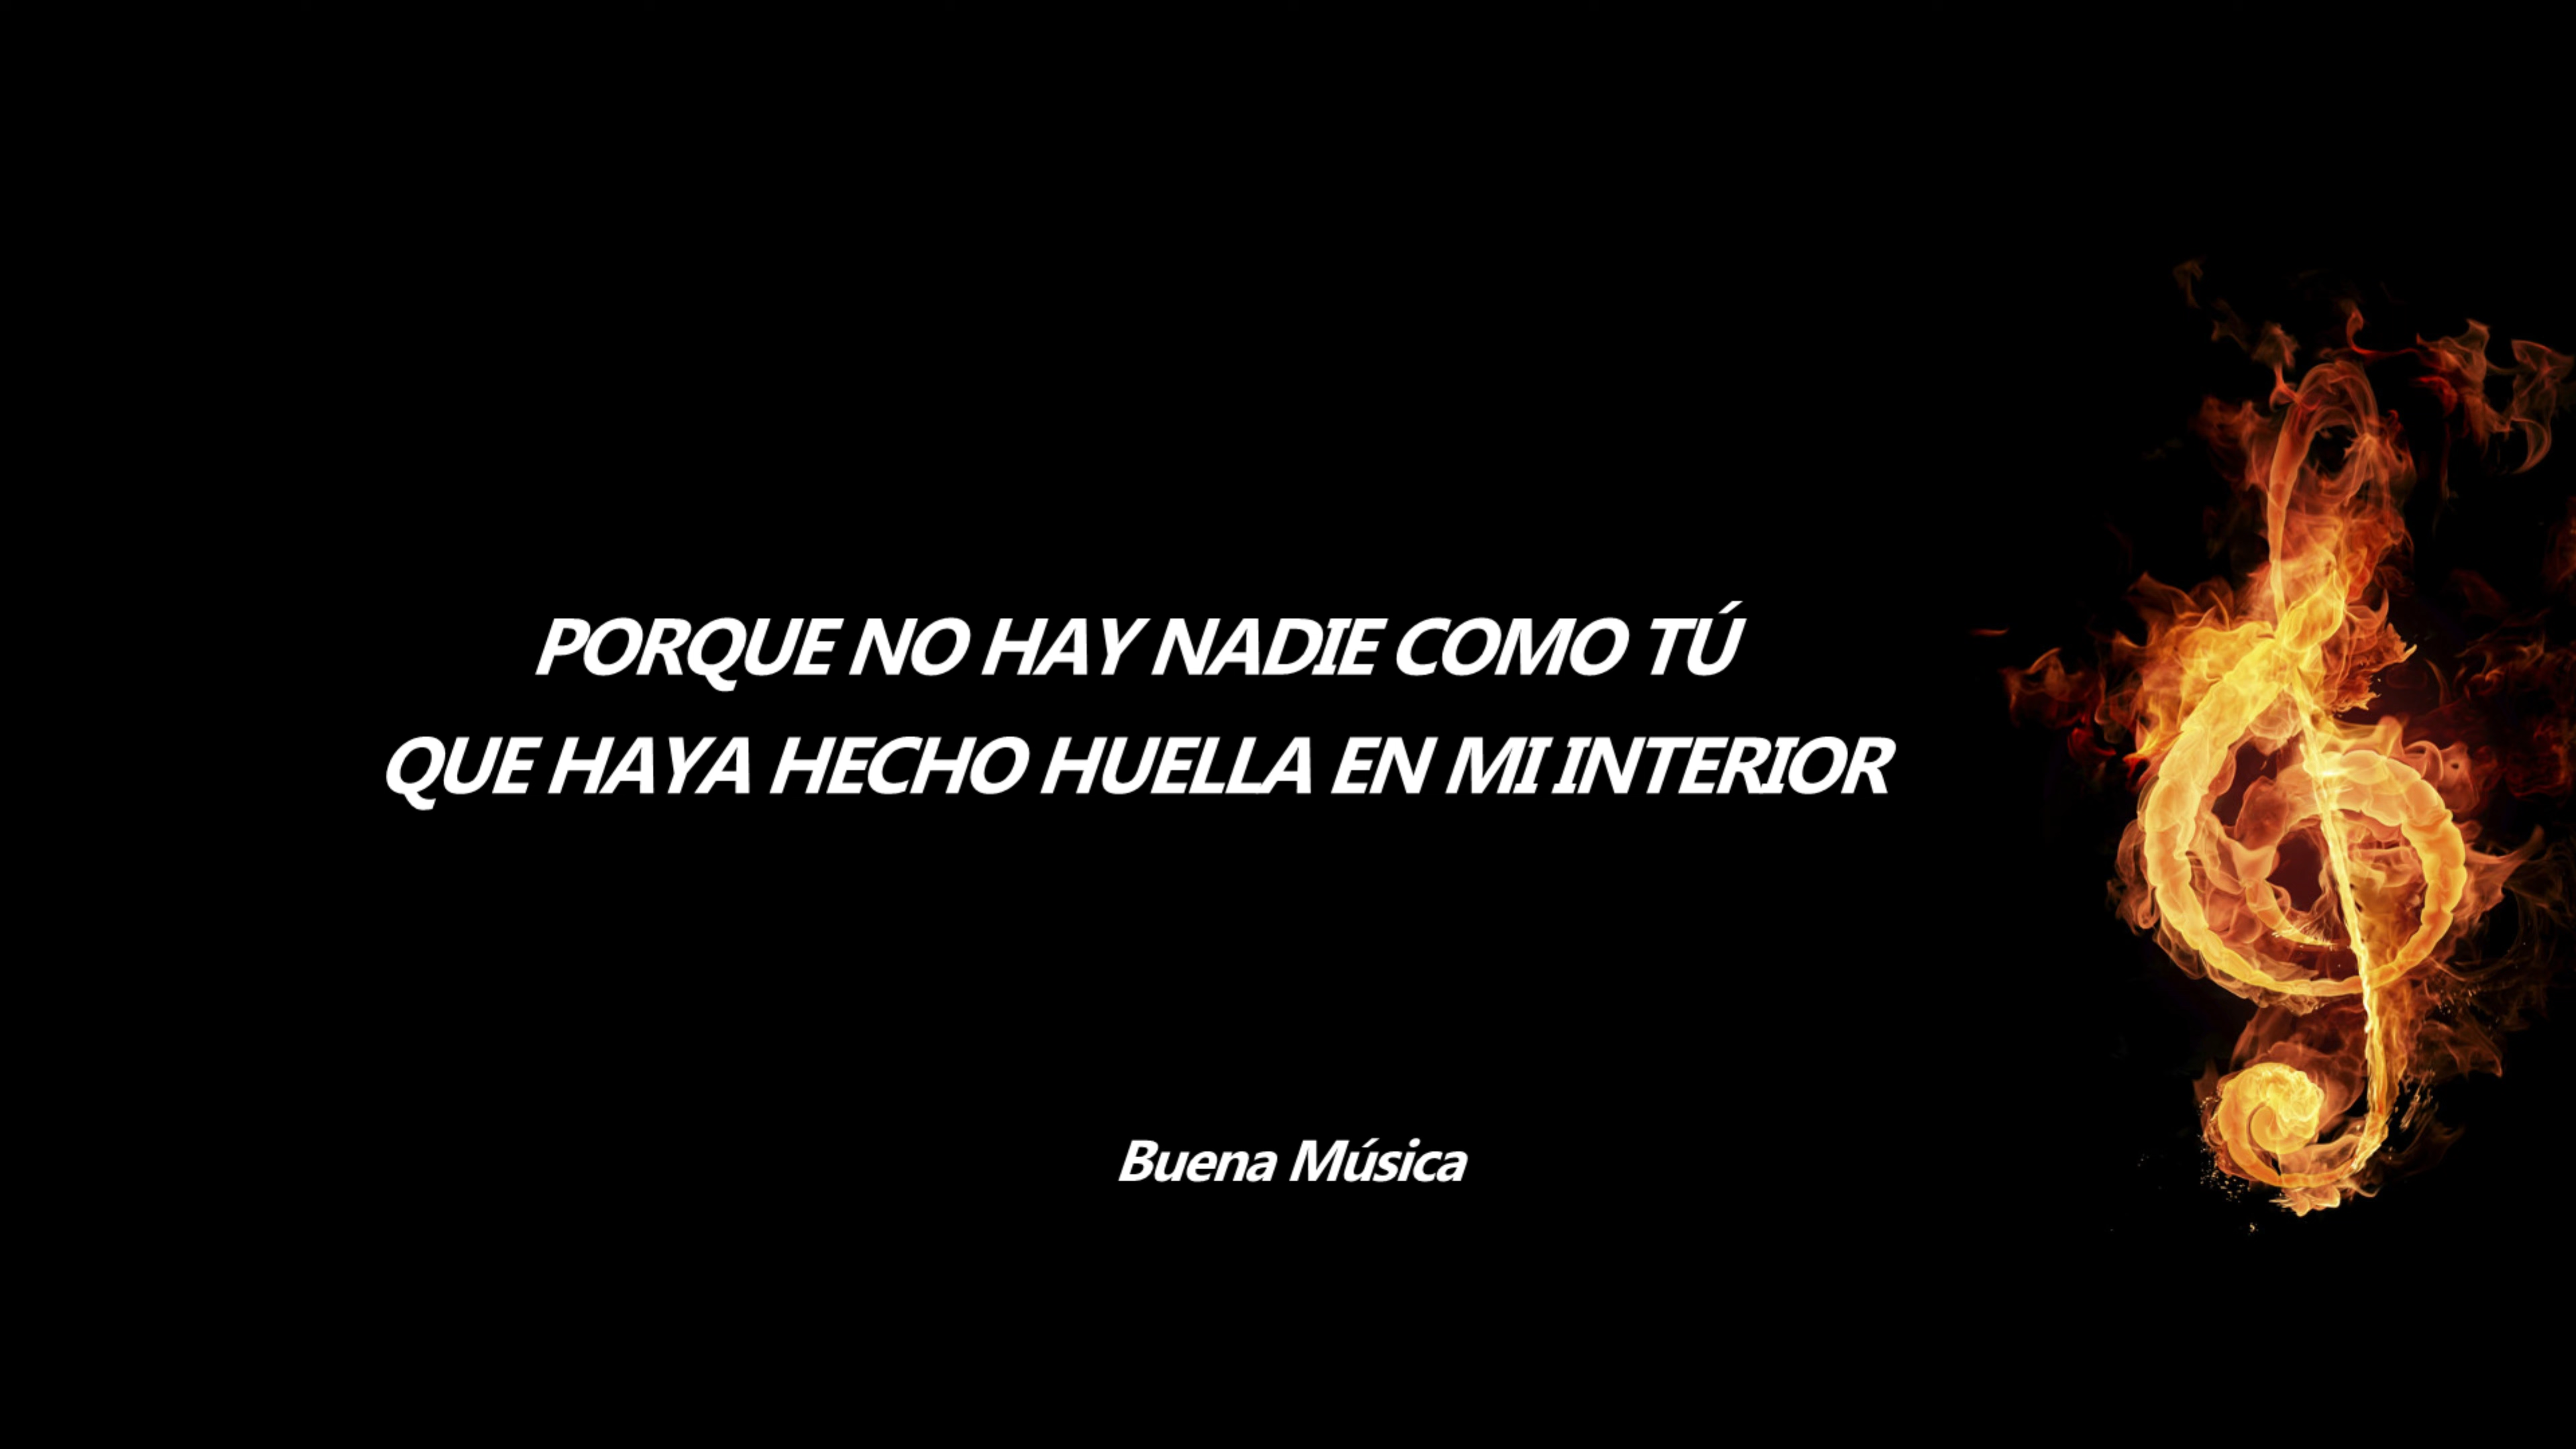 PORQUE NO HAY NADIE COMO TÚ
QUE HAYA HECHO HUELLA EN MI INTERIOR
Buena Música